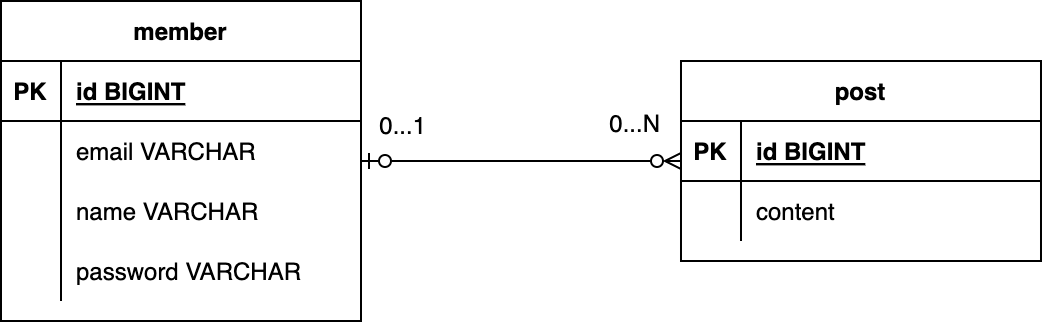 member
PK id BIGINT
email VARCHAR
name VARCHAR
password VARCHAR
0...1
0...N
post
PK id BIGINT
content